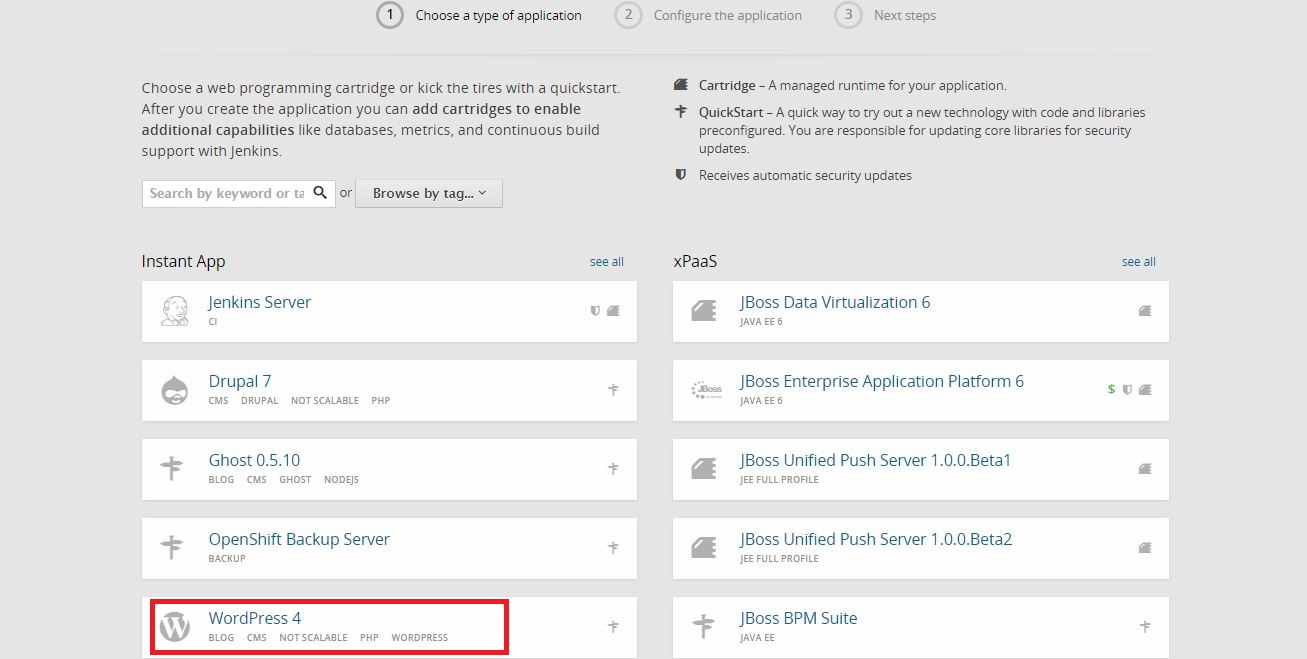 1 Choose a type of application 2 Configure the application 3 Next steps
Choose a web programming cartridge or kick the tires with a quickstart.
After you create the application you can add cartridges to enable
additional capabilities like databases, metrics, and continuous build
support with Jenkins.
Search by keyword or ta or Browse by tag...
Cartridge – A managed runtime for your application.
QuickStart – A quick way to try out a new technology with code and libraries
preconfigured. You are responsible for updating core libraries for security
updates.
Receives automatic security updates
Instant App see all
Jenkins Server
CI
Drupal 7
CMS DRUPAL NOT SCALABLE PHP
Ghost 0.5.10
BLOG CMS GHOST NODEJS
OpenShift Backup Server
BACKUP
WordPress 4
BLOG CMS NOT SCALABLE PHP WORDPRESS
xPaaS see all
JBoss Data Virtualization 6
JAVA EE 6
JBoss
JBoss Enterprise Application Platform 6
JAVA EE 6
$
JBoss Unified Push Server 1.0.0.Beta1
JEE FULL PROFILE
JBoss Unified Push Server 1.0.0.Beta2
JEE FULL PROFILE
JBoss BPM Suite
JAVA EE